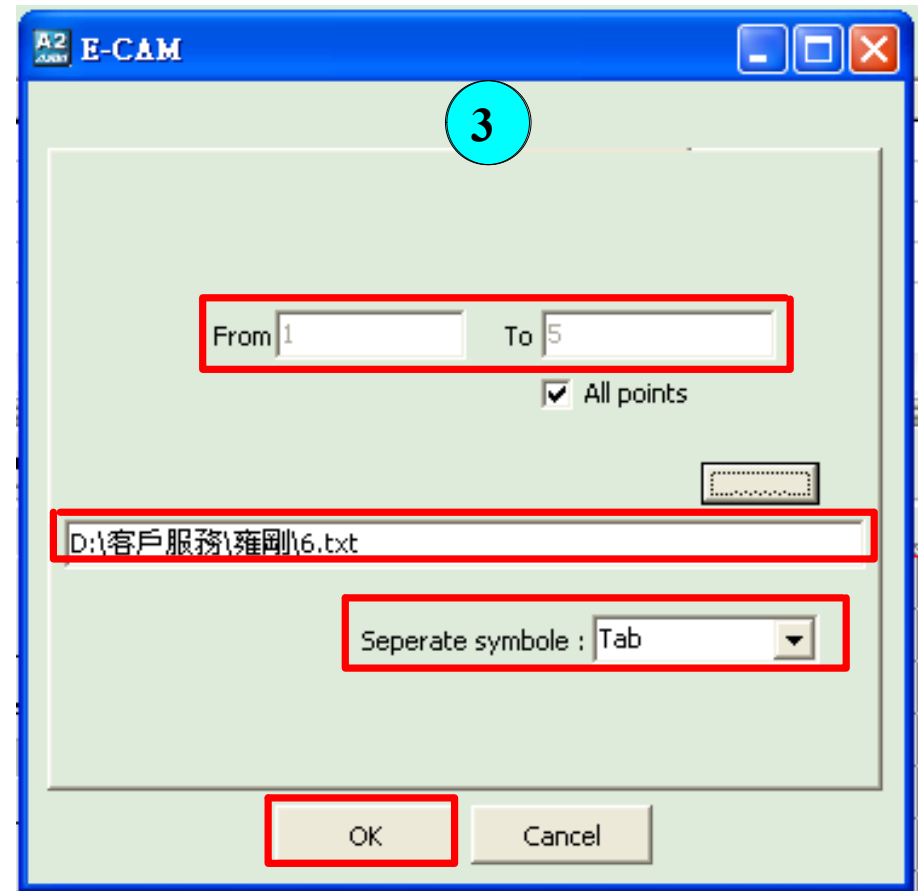 E-CAM
3
From 1 To 5
All points
D:\客戶服務\雍剛\6.txt
Seperate symbole : Tab
OK Cancel